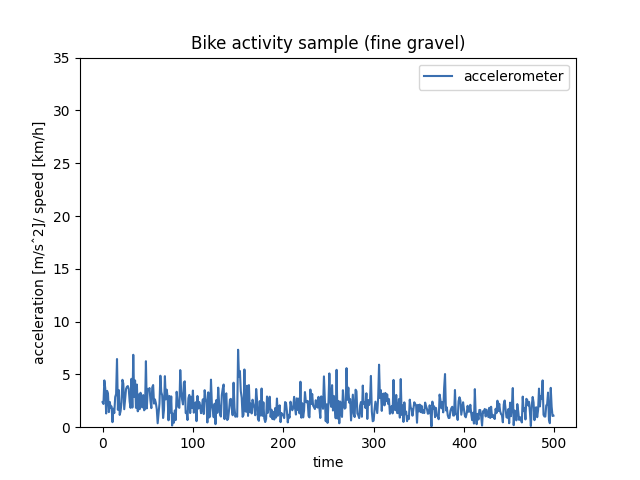 Bike activity sample (fine gravel)
accelerometer
acceleration [m/s^2]/ speed [km/h]
35
30
25
20
15
10
5
0
0 100 200 300 400 500
time